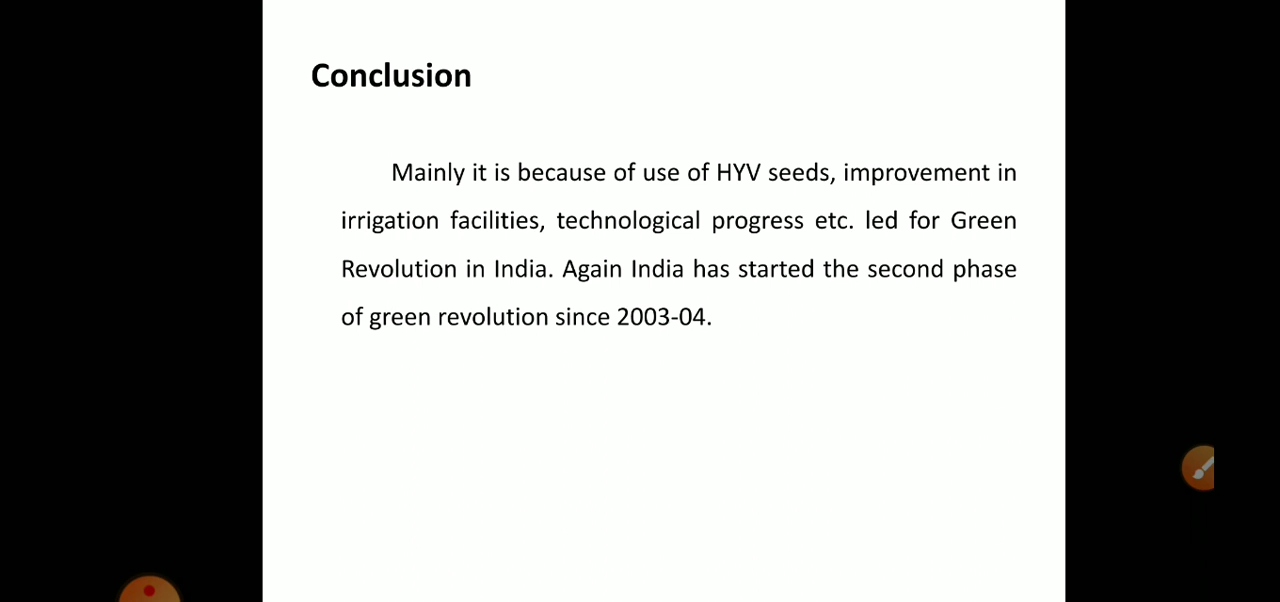 Conclusion
Mainly it is because of use of HYV seeds, improvement in
irrigation facilities, technological progress etc. led for Green
Revolution in India. Again India has started the second phase
of green revolution since 2003-04.